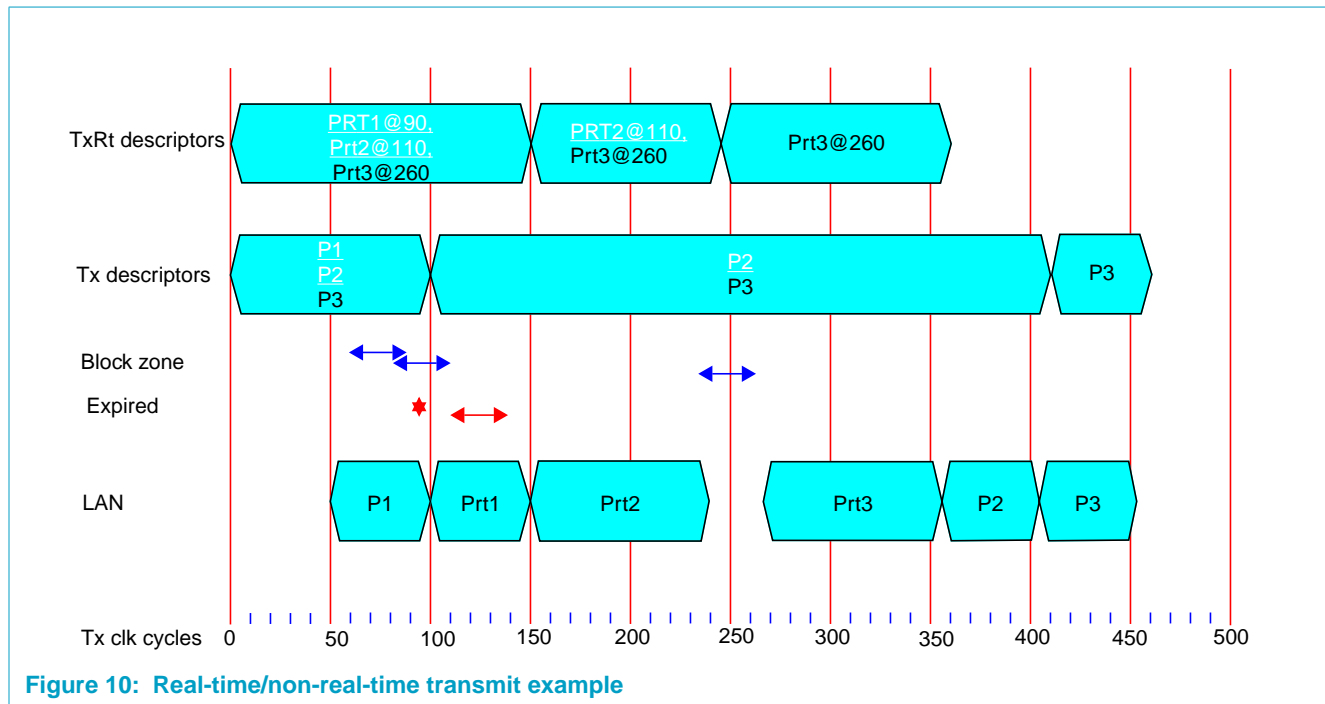 TxRt descriptors
PRT1@90,
Prt2@110,
Prt3@260
PRT2@110,
Prt3@260
Prt3@260
Tx descriptors
P1
P2
P3
P2
P3
P3
Block zone
Expired
LAN
P1
Prt1
Prt2
Prt3
P2
P3
Tx clk cycles
0 50 100 150 200 250 300 350 400 450 500
Figure 10: Real-time/non-real-time transmit example